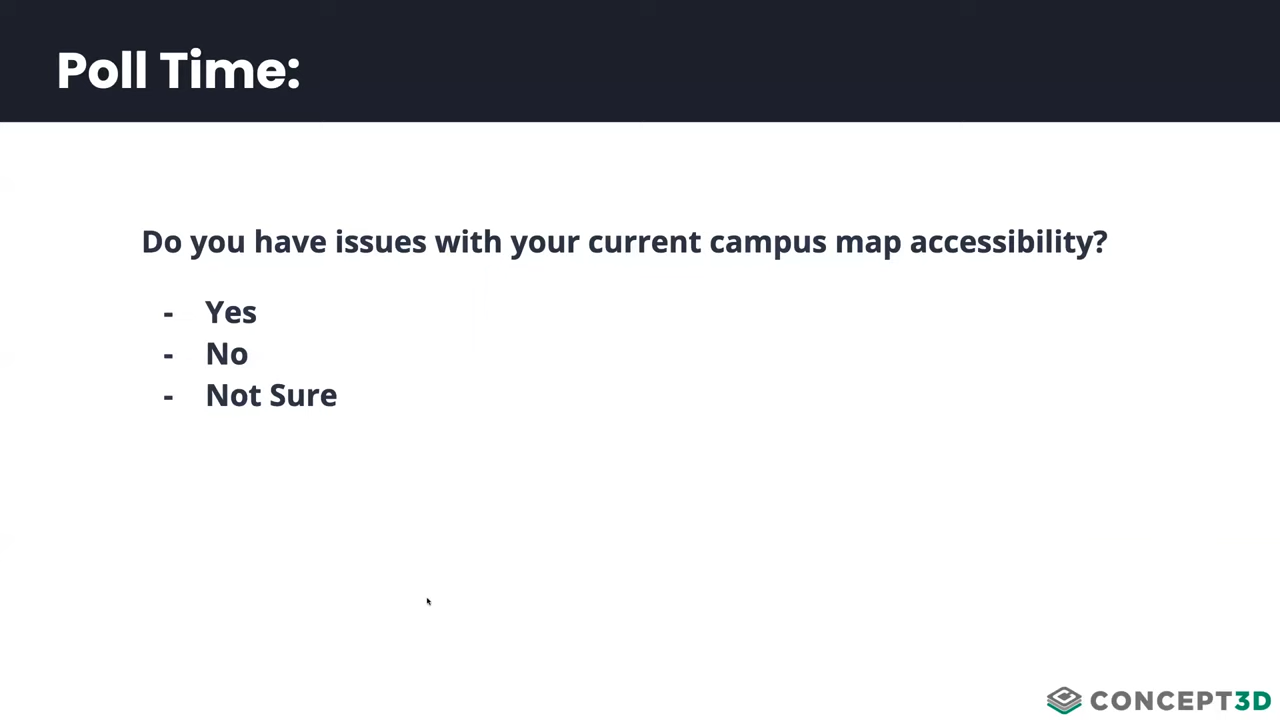 Poll Time:
Do you have issues with your current campus map accessibility?
- Yes
- No
- Not Sure
CONCEPT3D